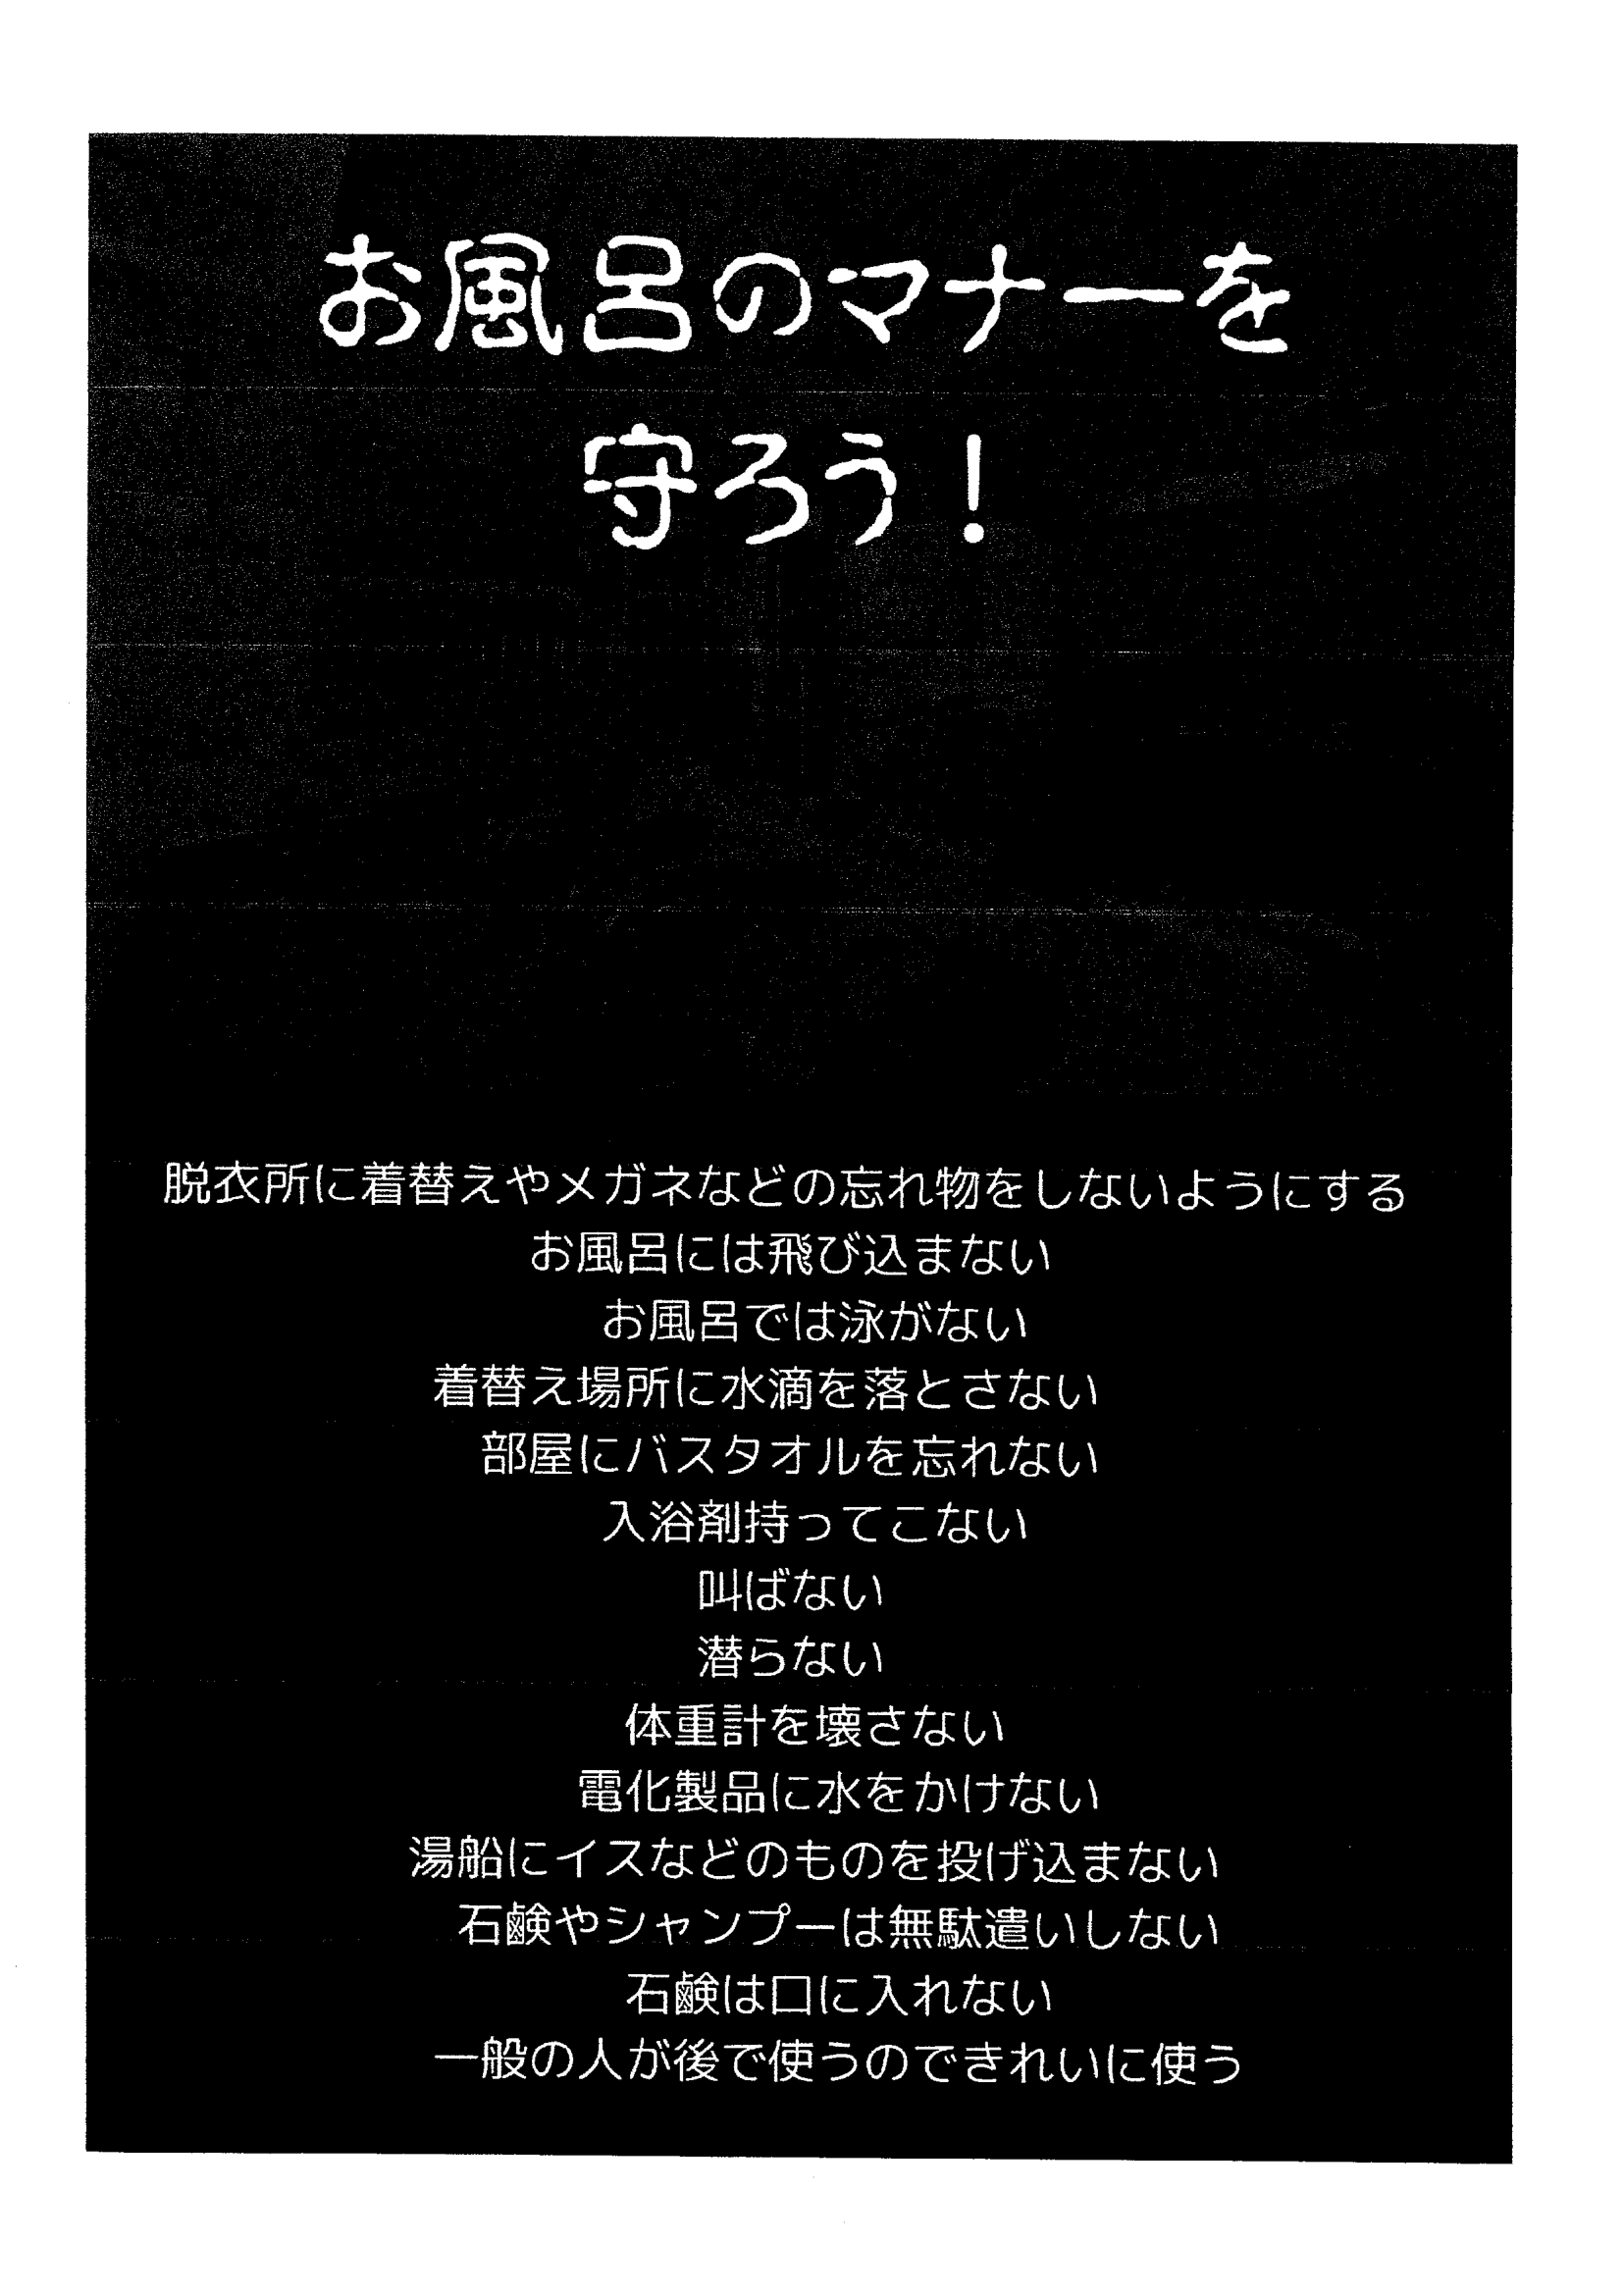 お風呂のマナーを
守ろう！
脱衣所に着替えやメガネなどの忘れ物をしないようにする
お風呂には飛び込まない
お風呂では泳がない
着替え場所に水滴を落とさない
部屋にバスタオルを忘れない
入浴剤持ってこない
叫ばない
潜らない
体重計を壊さない
電化製品に水をかけない
湯船にイスなどのものを投げ込まない
石鹸やシャンプーは無駄遣いしない
石鹸は口に入れない
一般の人が後で使うのできれいに使う